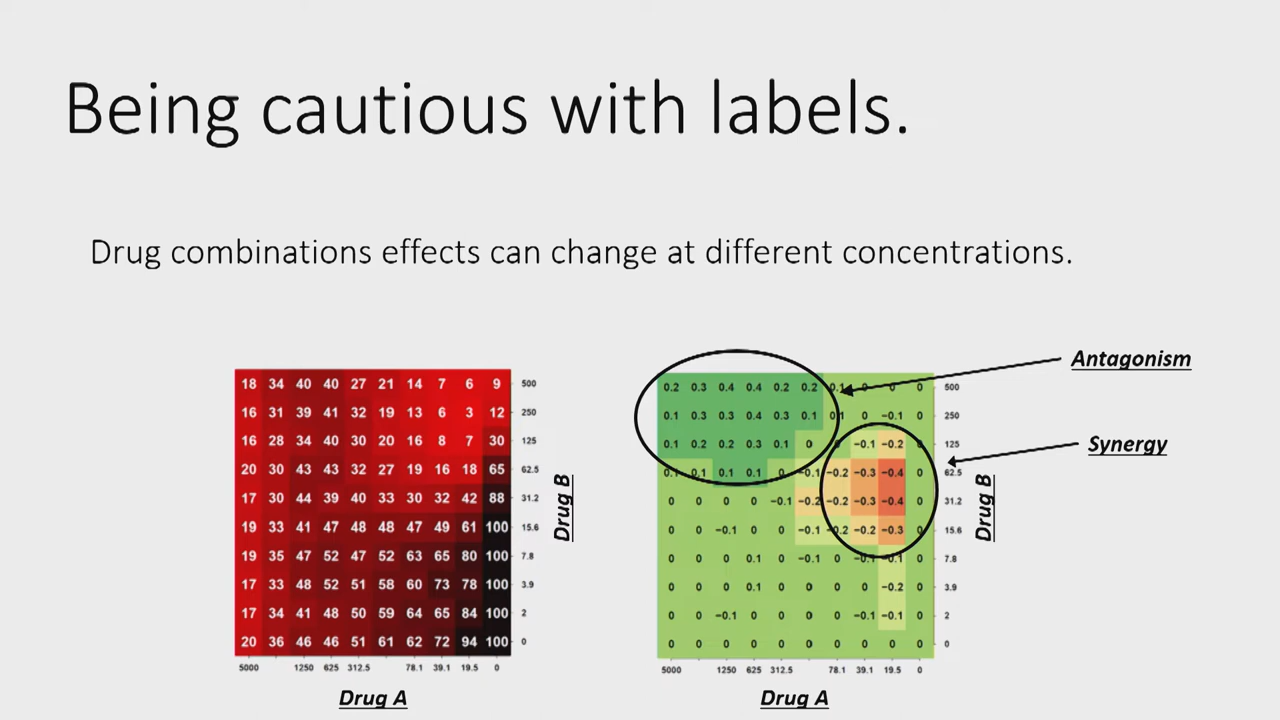 Being cautious with labels.
Drug combinations effects can change at different concentrations.
18 34 40 40 27 21 14 7 6 9 500
16 31 39 41 32 19 13 6 3 12 250
16 28 34 40 30 20 16 8 7 30 125
20 30 43 43 32 27 19 16 18 65 62.5
17 30 44 39 40 33 30 32 42 88 31.2
19 33 41 47 48 48 47 49 61 100 15.6
19 35 47 52 47 52 63 65 80 100 7.8
17 33 48 52 51 58 60 73 78 100 3.9
17 34 41 48 50 59 64 65 84 100 2
20 36 46 46 51 61 62 72 94 100 0
5000 1250 625 312.5 78.1 39.1 19.5 0
Drug A
Drug B
0.2 0.3 0.4 0.4 0.2 0.2 0.1 0 0 0 500
0.1 0.3 0.3 0.4 0.3 0.1 0.1 0 -0.1 0 250
0.1 0.2 0.2 0.3 0.1 0 0 -0.1 -0.2 0 125
0.1 0.1 0.1 0.1 0 -0.1 -0.2 -0.3 -0.4 0 62.5
0 0 0 0 -0.1 -0.2 -0.2 -0.3 -0.4 0 31.2
0 0 -0.1 0 0 -0.1 -0.2 -0.2 -0.3 0 15.6
0 0 0 0.1 0 -0.1 0 -0.1 -0.1 0 7.8
0 0 0 0.1 0 0 0 0 -0.2 0 3.9
0 0 -0.1 0 0 0 0 -0.1 -0.1 0 2
0 0 0 0 0 0 0 0 0 0 0
5000 1250 625 312.5 78.1 39.1 19.5 0
Drug A
Drug B
Antagonism
Synergy